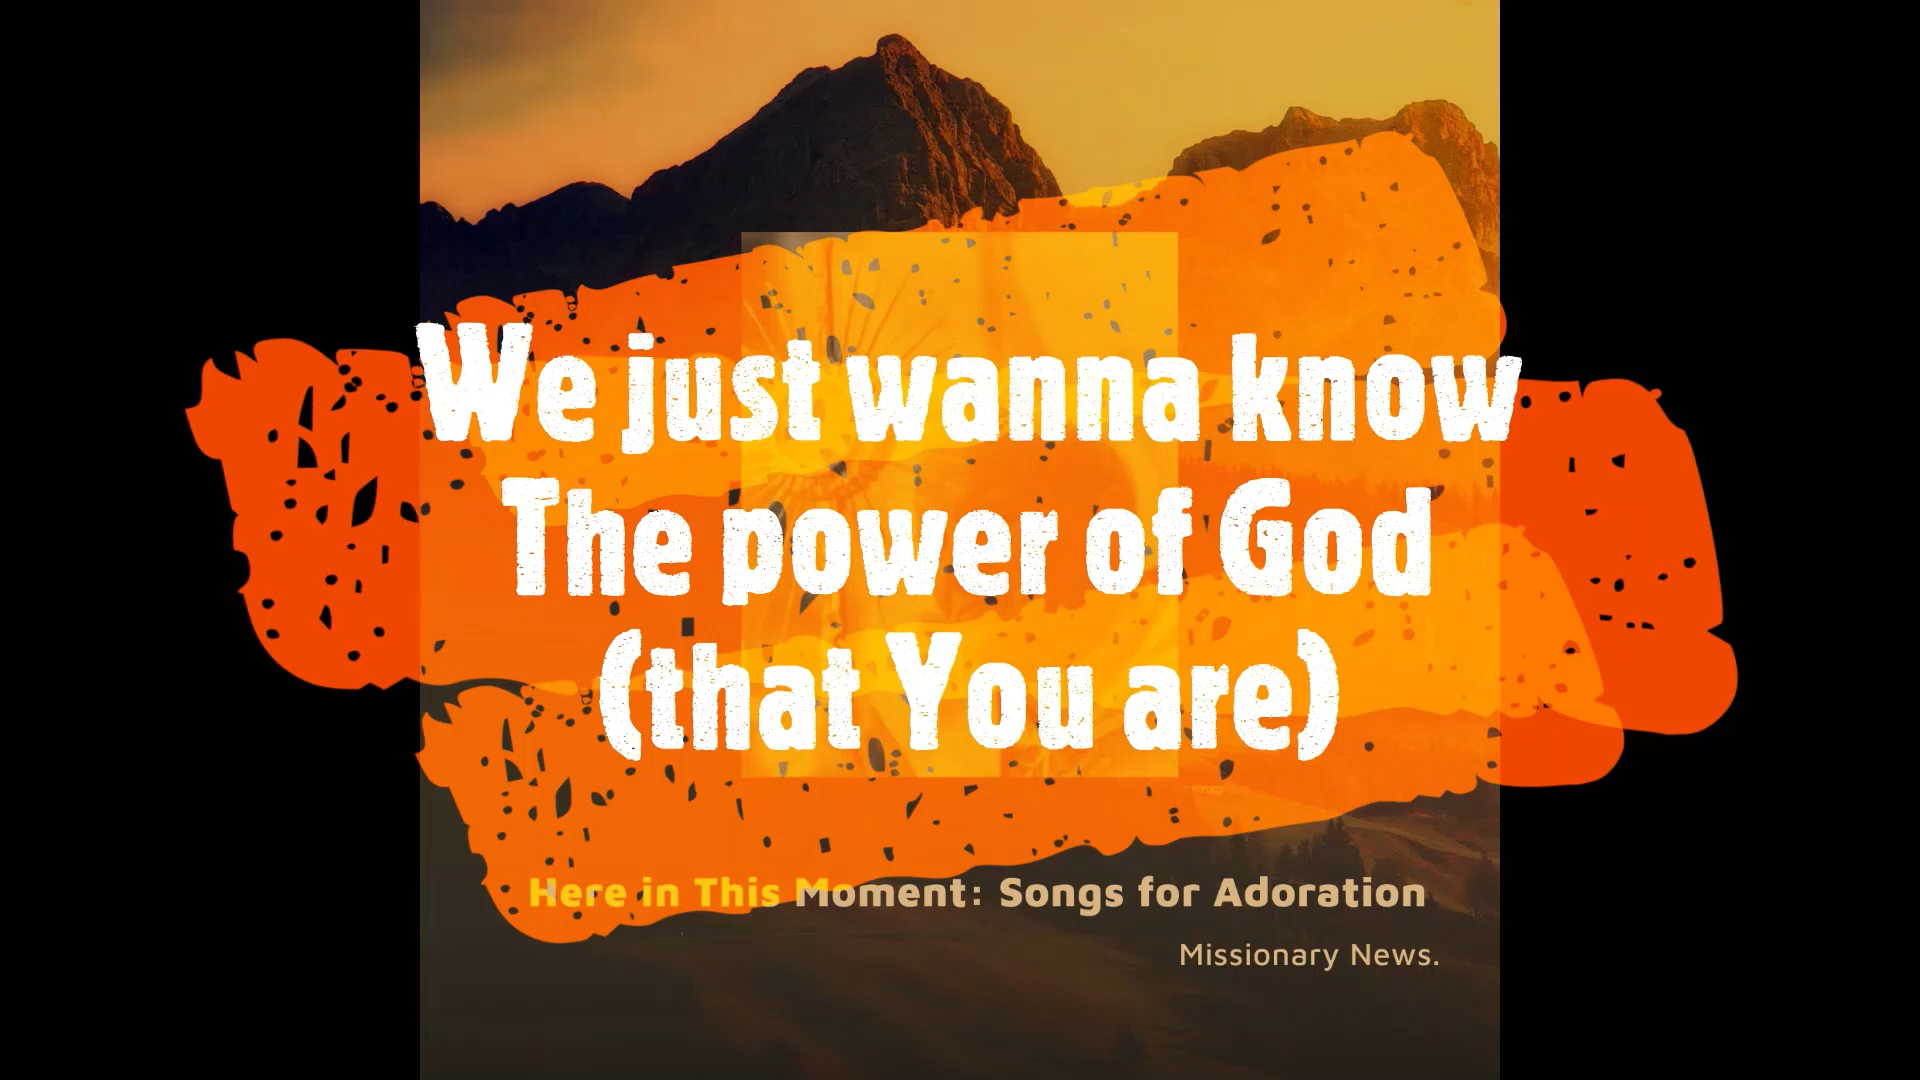 We just wanna know
The power of God
(that You are)
Here in This Moment: Songs for Adoration
Missionary News.